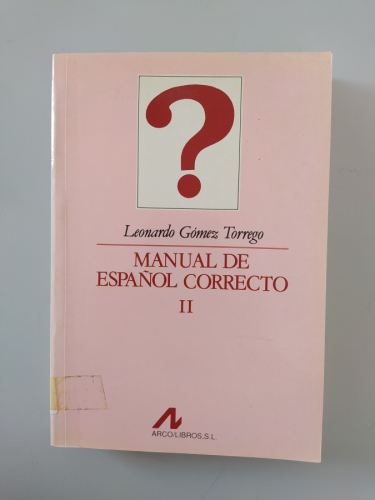 ?
Leonardo Gómez Torrego
MANUAL DE
ESPAÑOL CORRECTO
II
ARCO/LIBROS, S.L.